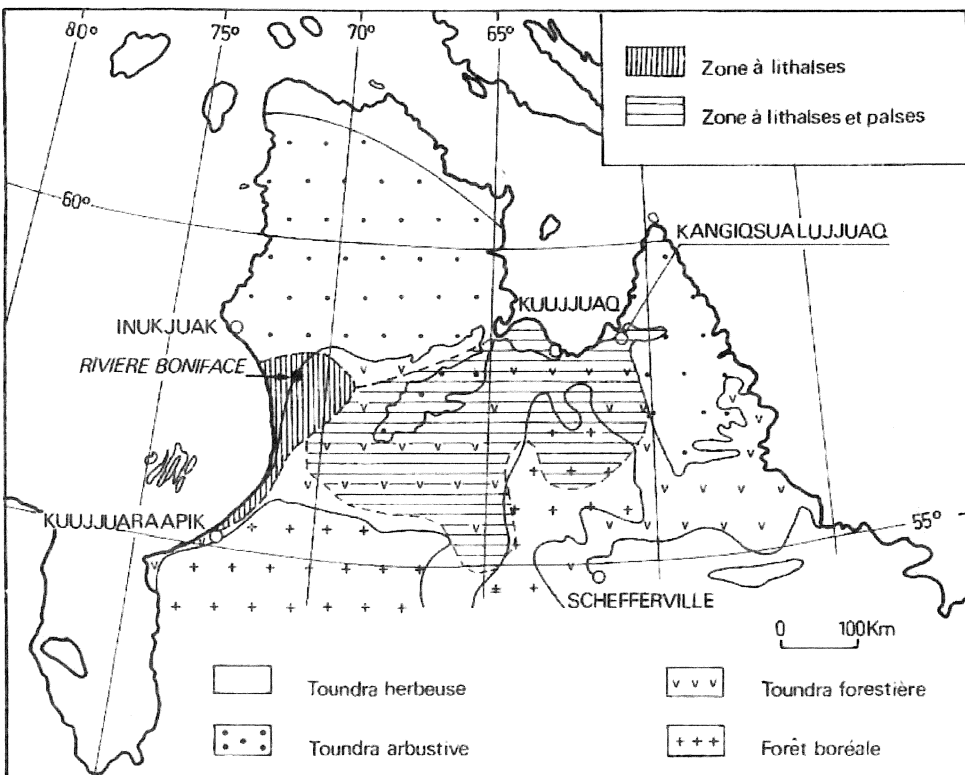 80°
75°
70°
65°
Zone à lithalses
Zone à lithalses et palses
60°
KANGIQSUALUJJUAQ
KUUJJUAQ
INUKJUAK
RIVIERE BONIFACE
KUUJJUARAAPIK
55°
SCHEFFERVILLE
0 100Km
Toundra herbeuse
Toundra forestière
Toundra arbustive
Forêt boréale